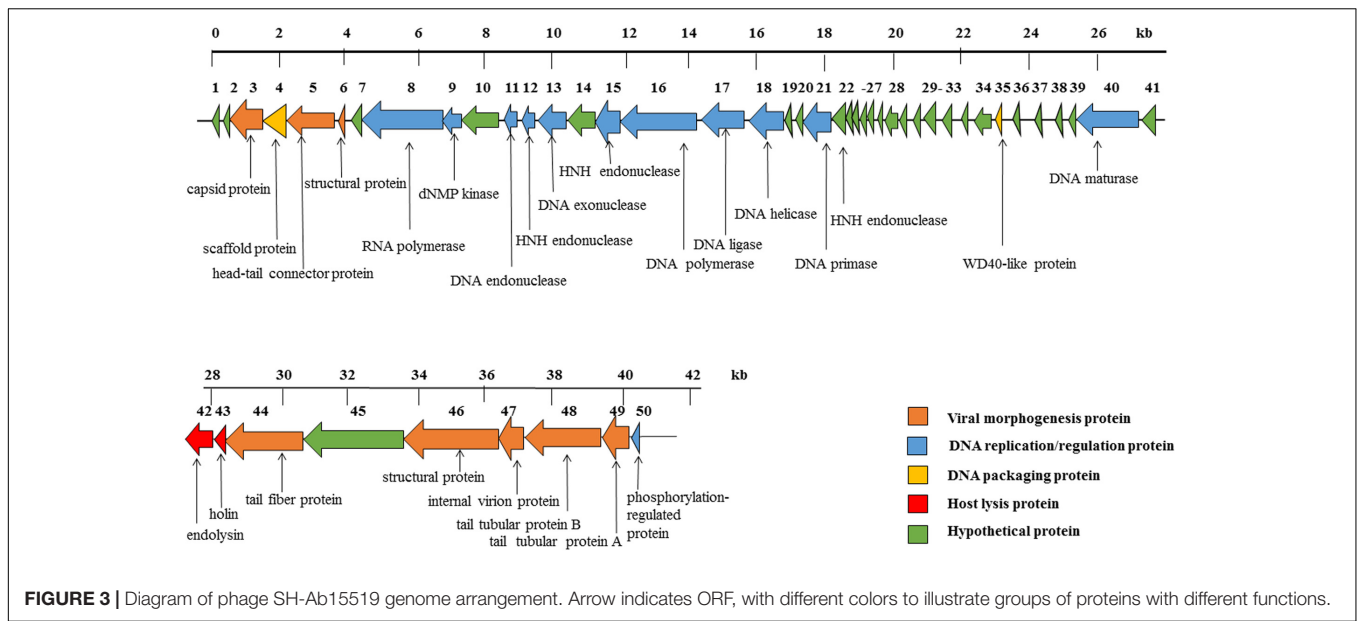 0 2 4 6 8 10 12 14 16 18 20 22 24 26 kb
1 2 3 4 5 6 7 8 9 10 11 12 13 14 15 16 17 18 19 20 21 22 -27 28 29- 33 34 35 36 37 38 39 40 41
capsid protein
scaffold protein
head-tail connector protein
structural protein
RNA polymerase
dNMP kinase
DNA endonuclease
HNH endonuclease
DNA exonuclease
HNH endonuclease
DNA polymerase
DNA ligase
DNA helicase
DNA primase
HNH endonuclease
WD40-like protein
DNA maturase
28 30 32 34 36 38 40 42 kb
42 43 44 45 46 47 48 49 50
endolysin
holin
tail fiber protein
structural protein
internal virion protein
tail tubular protein B
tail tubular protein A
phosphorylation-
regulated
protein
Viral morphogenesis protein
DNA replication/regulation protein
DNA packaging protein
Host lysis protein
Hypothetical protein
FIGURE 3 | Diagram of phage SH-Ab15519 genome arrangement. Arrow indicates ORF, with different colors to illustrate groups of proteins with different functions.